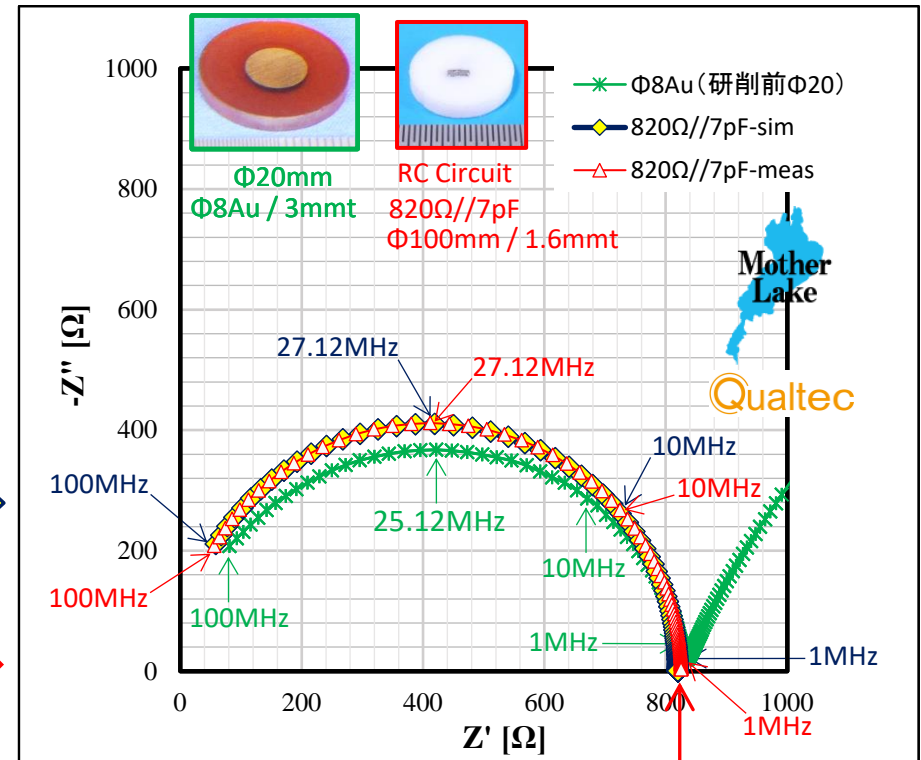 1000
800
600
400
200
0
0
200
400
600
800
1000
-Z'' [Ω]
Z' [Ω]
Φ20mm
Φ8Au / 3mmt
RC Circuit
820Ω//7pF
Φ100mm / 1.6mmt
Φ8Au（研削前Φ20）
820Ω//7pF-sim
820Ω//7pF-meas
Mother
Lake
Qualtec
27.12MHz
27.12MHz
10MHz
10MHz
100MHz
25.12MHz
10MHz
100MHz
100MHz
1MHz
1MHz
1MHz